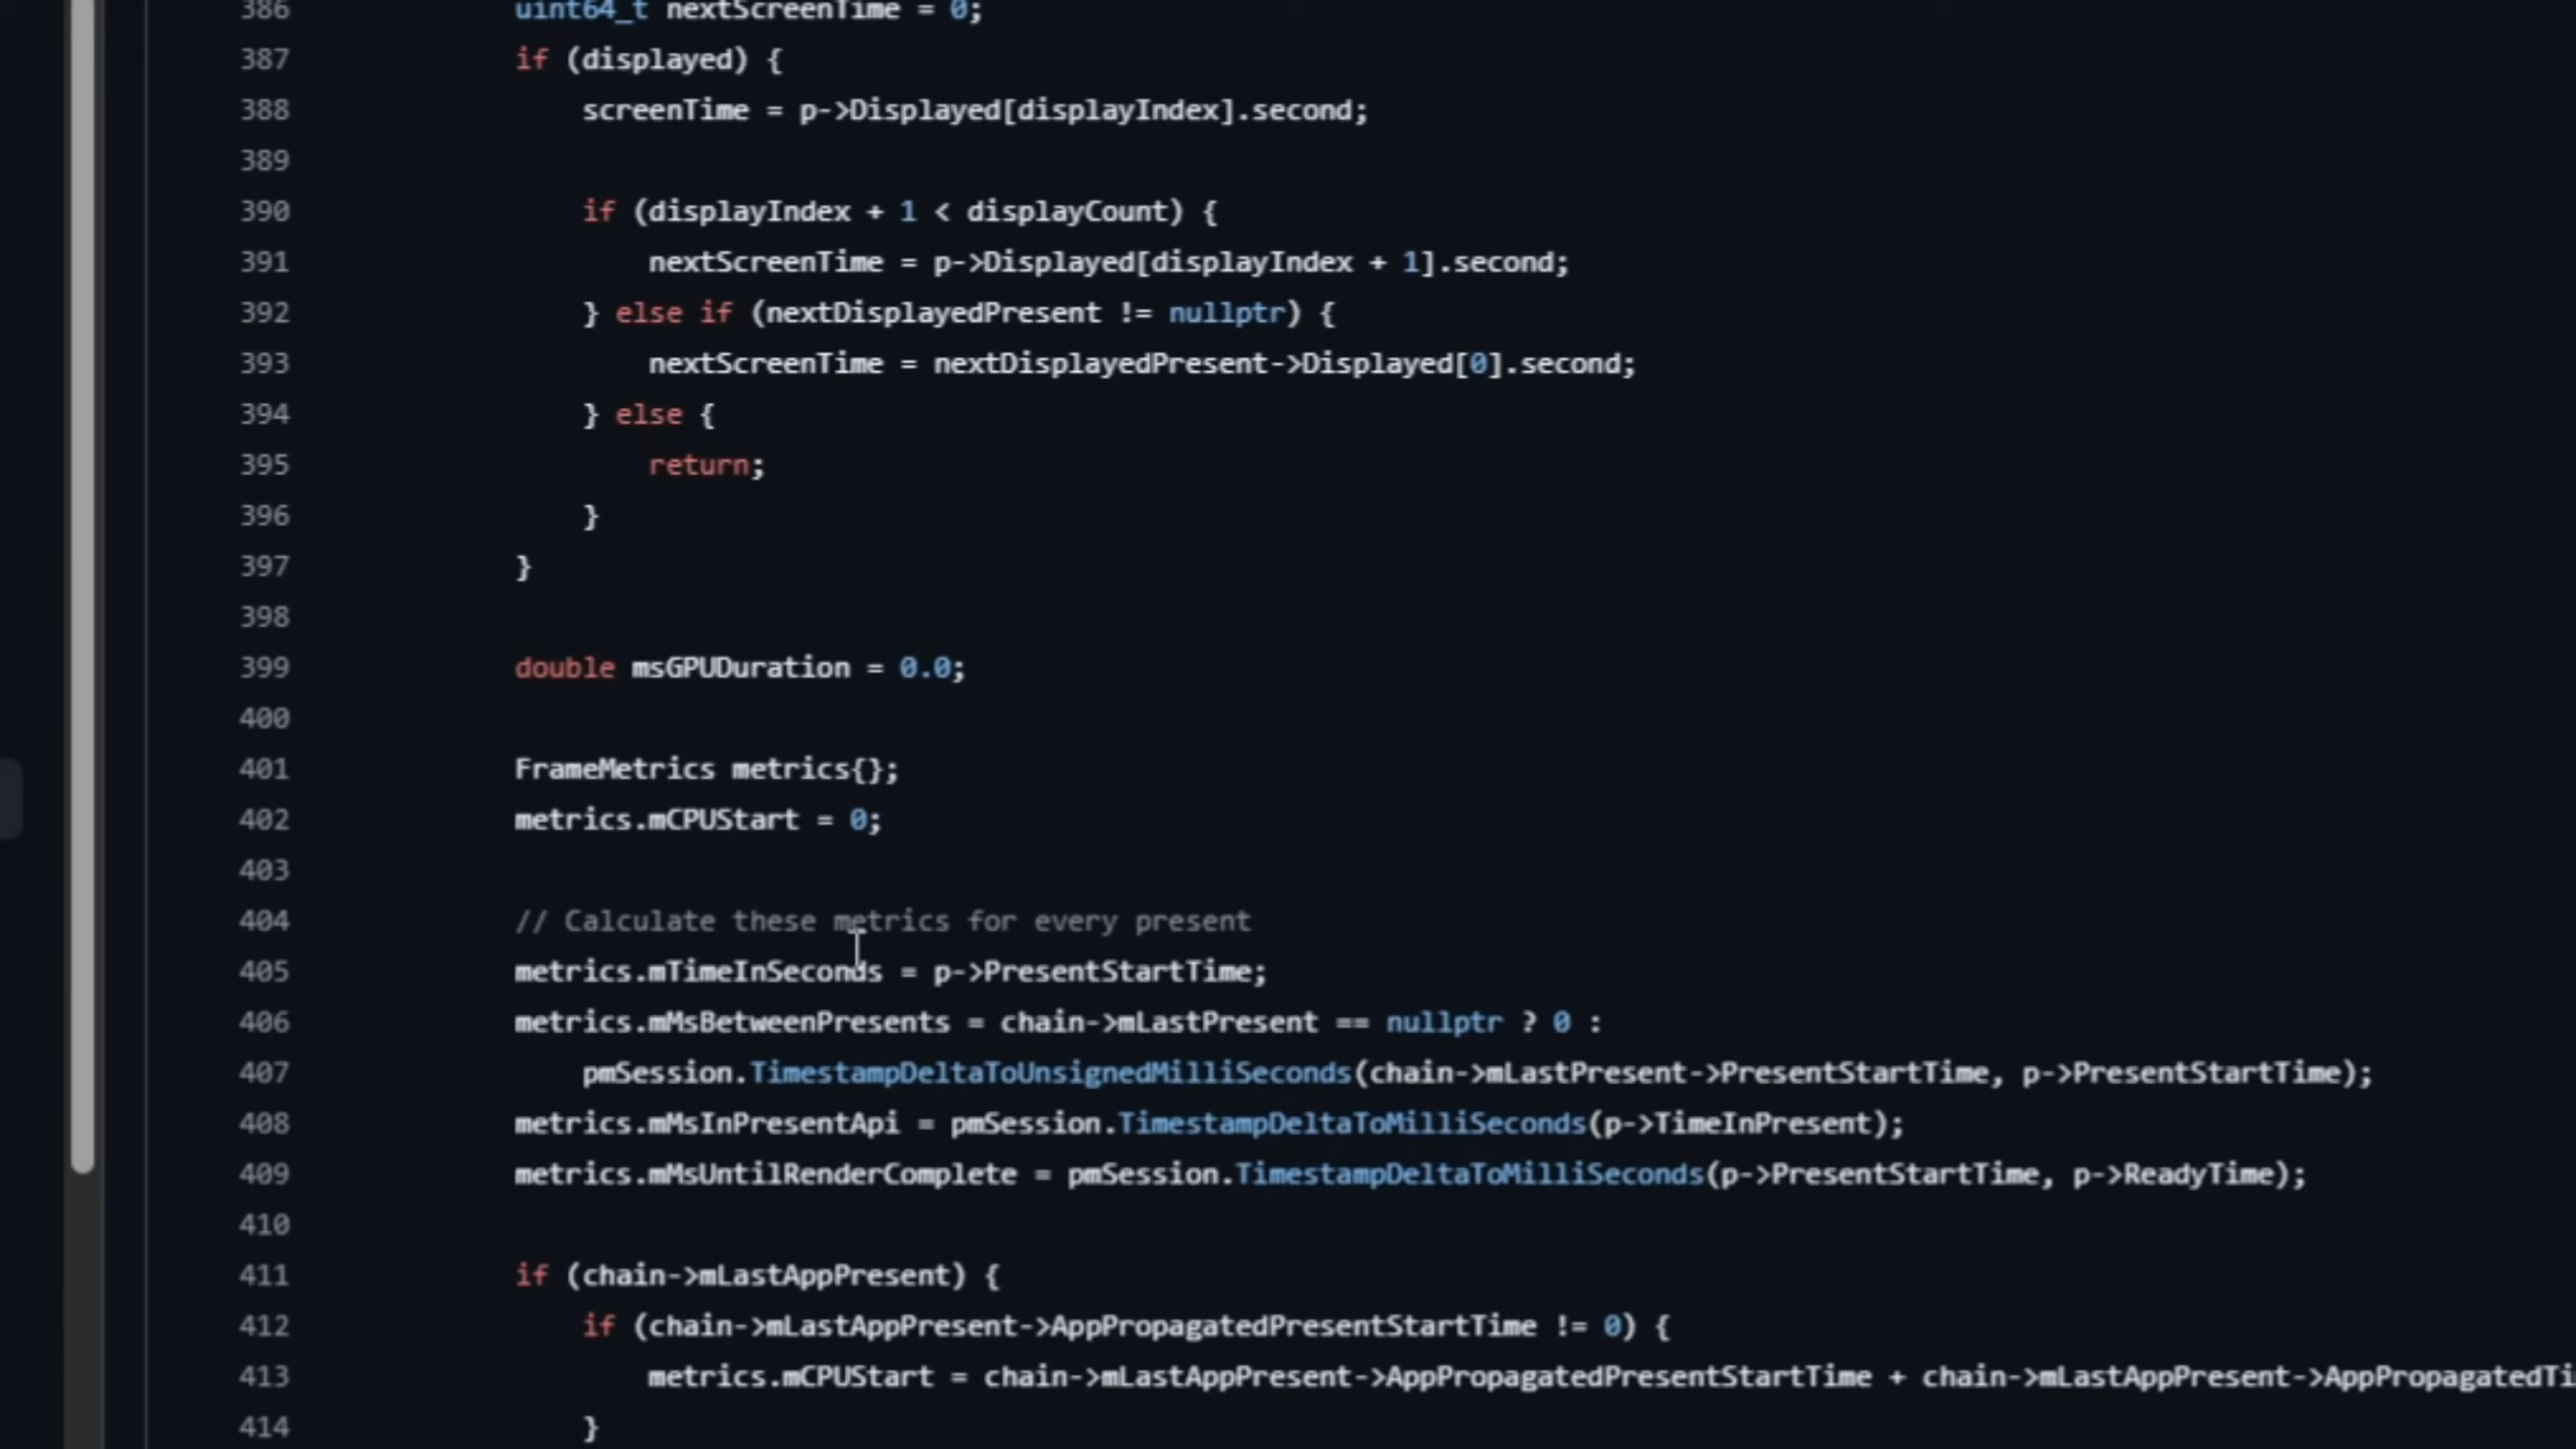 386 uint64_t nextScreenTime = 0;
387 if (displayed) {
388 screenTime = p->Displayed[displayIndex].second;
389
390 if (displayIndex + 1 < displayCount) {
391 nextScreenTime = p->Displayed[displayIndex + 1].second;
392 } else if (nextDisplayedPresent != nullptr) {
393 nextScreenTime = nextDisplayedPresent->Displayed[0].second;
394 } else {
395 return;
396 }
397 }
398
399 double msGPUDuration = 0.0;
400
401 FrameMetrics metrics{};
402 metrics.mCPUStart = 0;
403
404 // Calculate these metrics for every present
405 metrics.mTimeInSeconds = p->PresentStartTime;
406 metrics.mMsBetweenPresents = chain->mLastPresent == nullptr ? 0 :
407 pmSession.TimestampDeltaToUnsignedMilliSeconds(chain->mLastPresent->PresentStartTime, p->PresentStartTime);
408 metrics.mMsInPresentApi = pmSession.TimestampDeltaToMilliSeconds(p->TimeInPresent);
409 metrics.mMsUntilRenderComplete = pmSession.TimestampDeltaToMilliSeconds(p->PresentStartTime, p->ReadyTime);
410
411 if (chain->mLastAppPresent) {
412 if (chain->mLastAppPresent->AppPropagatedPresentStartTime != 0) {
413 metrics.mCPUStart = chain->mLastAppPresent->AppPropagatedPresentStartTime + chain->mLastAppPresent->AppPropagatedTi
414 }